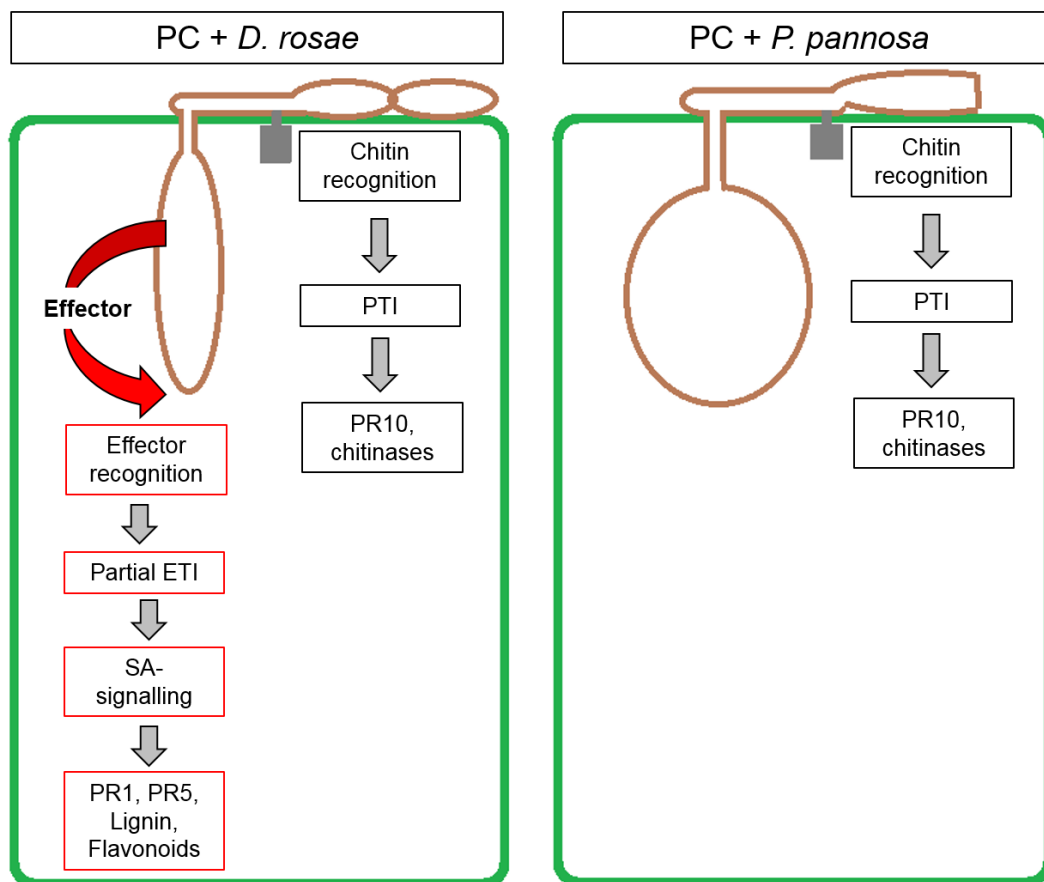 PC + D. rosae
Chitin
recognition
PTI
PR10,
chitinases
Effector
Effector
recognition
Partial ETI
SA-
signalling
PR1, PR5,
Lignin,
Flavonoids
PC + P. pannosa
Chitin
recognition
PTI
PR10,
chitinases